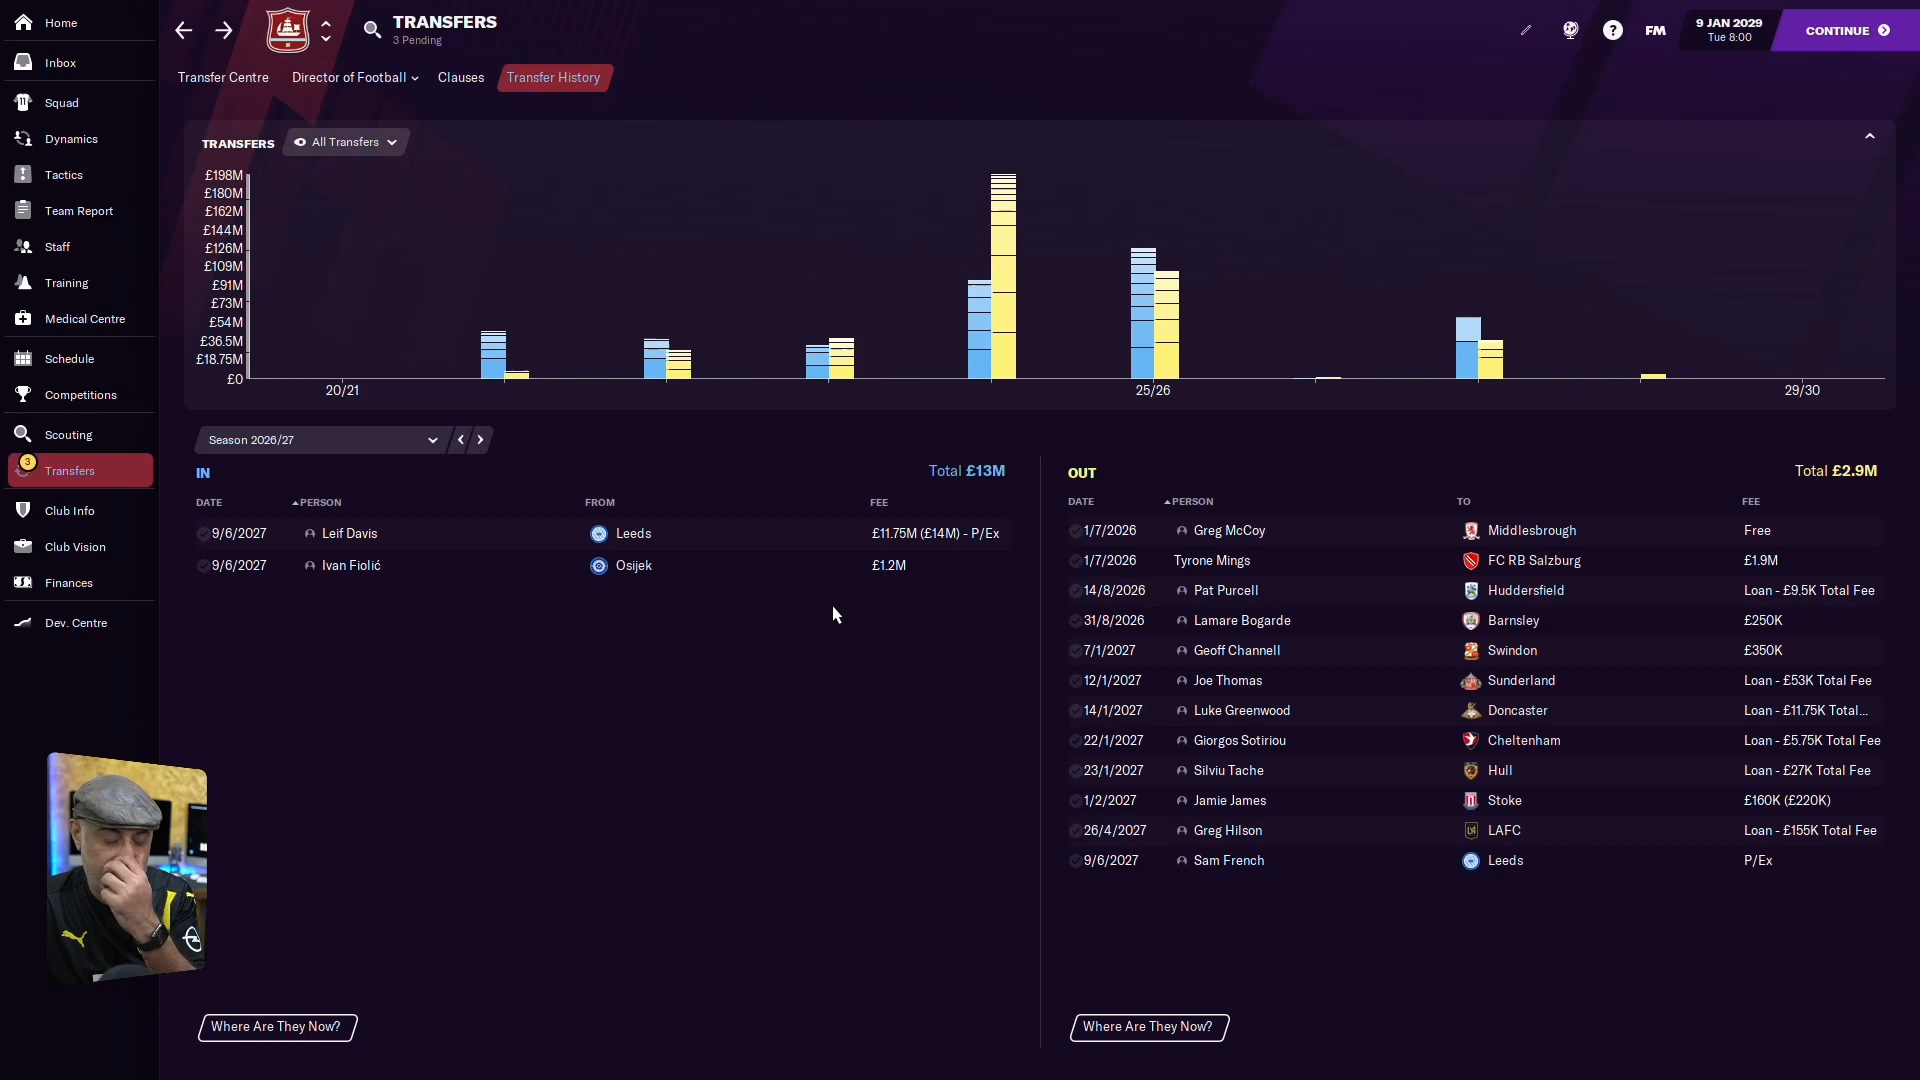 Home
TRANSFERS
3 Pending
FM
9 JAN 2029
Tue 8:00
CONTINUE
Inbox
Squad
Dynamics
Tactics
Team Report
Staff
Training
Medical Centre
Schedule
Competitions
Scouting
3
Transfers
Club Info
Club Vision
Finances
Dev. Centre
Transfer Centre
Director of Football
Clauses
Transfer History
TRANSFERS
All Transfers
£198M
£180M
£162M
£144M
£126M
£109M
£91M
£73M
£54M
£36.5M
£18.75M
£0
20/21
25/26
29/30
Season 2026/27
IN
Total £13M
DATE PERSON FROM FEE
9/6/2027 Leif Davis Leeds £11.75M (£14M) - P/Ex
9/6/2027 Ivan Fiolić Osijek £1.2M
Where Are They Now?
OUT
Total £2.9M
DATE PERSON TO FEE
1/7/2026 Greg McCoy Middlesbrough Free
1/7/2026 Tyrone Mings FC RB Salzburg £1.9M
14/8/2026 Pat Purcell Huddersfield Loan - £9.5K Total Fee
31/8/2026 Lamare Bogarde Barnsley £250K
7/1/2027 Geoff Channell Swindon £350K
12/1/2027 Joe Thomas Sunderland Loan - £53K Total Fee
14/1/2027 Luke Greenwood Doncaster Loan - £11.75K Total...
22/1/2027 Giorgos Sotiriou Cheltenham Loan - £5.75K Total Fee
23/1/2027 Silviu Tache Hull Loan - £27K Total Fee
1/2/2027 Jamie James Stoke £160K (£220K)
26/4/2027 Greg Hilson LAFC Loan - £155K Total Fee
9/6/2027 Sam French Leeds P/Ex
Where Are They Now?